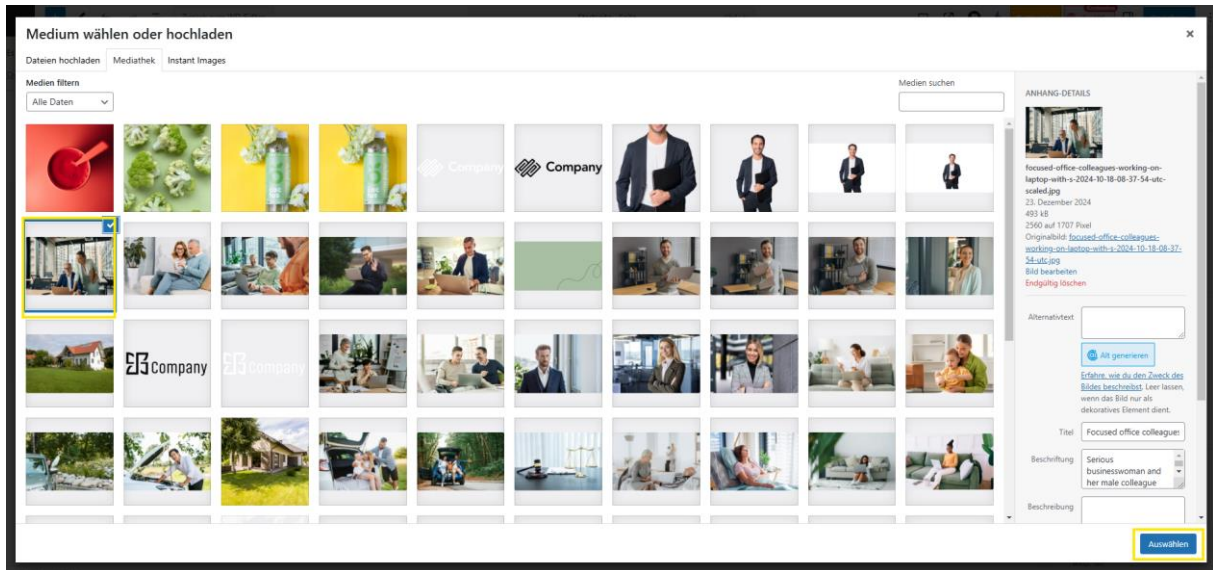 Medium wählen oder hochladen
×
Dateien hochladen Mediathek Instant Images
Medien filtern
Alle Daten
Medien suchen
Company
Company
Company
Company
ANHANG-DETAILS
focused-office-colleagues-working-on-
laptop-with-s-2024-10-18-08-37-54-utc-
scaled.jpg
23. Dezember 2024
493 kB
2560 auf 1707 Pixel
Originalbild: focused-office-colleagues-
working-on-laptop-with-s-2024-10-18-08-37-
54-utc.jpg
Bild bearbeiten
Endgültig löschen
Alternativtext
Alt generieren
Erfahre, wie du den Zweck des
Bildes beschreibst. Leer lassen,
wenn das Bild nur als
dekoratives Element dient.
Titel Focused office colleagues
Beschriftung Serious
businesswoman and
her male colleague
Beschreibung
Auswählen